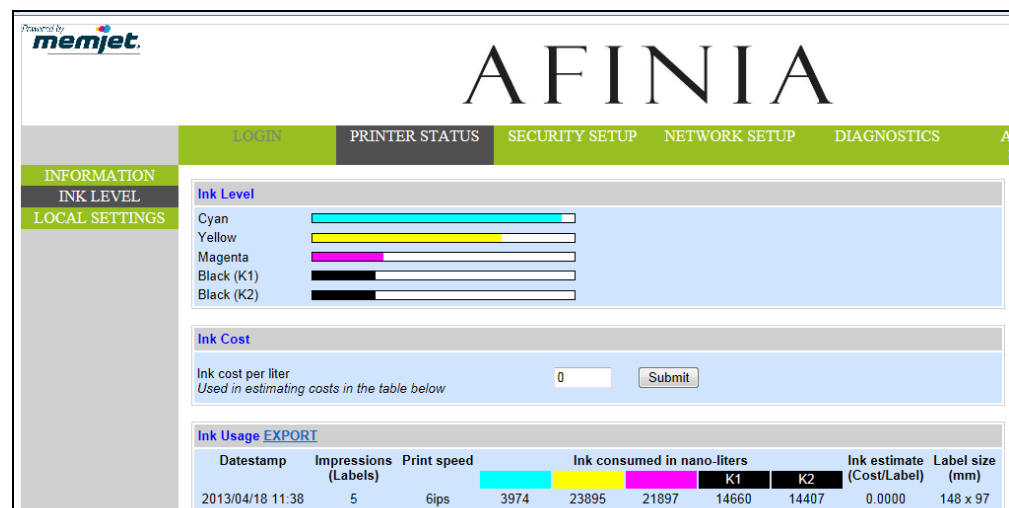 Powered by
memjet.
AFINIA
LOGIN PRINTER STATUS SECURITY SETUP NETWORK SETUP DIAGNOSTICS A
INFORMATION
INK LEVEL
LOCAL SETTINGS
Ink Level
Cyan
Yellow
Magenta
Black (K1)
Black (K2)
Ink Cost
Ink cost per liter
Used in estimating costs in the table below
0 Submit
Ink Usage EXPORT
Datestamp Impressions (Labels) Print speed Ink consumed in nano-liters Ink estimate (Cost/Label) Label size (mm)
K1 K2
2013/04/18 11:38 5 6ips 3974 23895 21897 14660 14407 0.0000 148 x 97